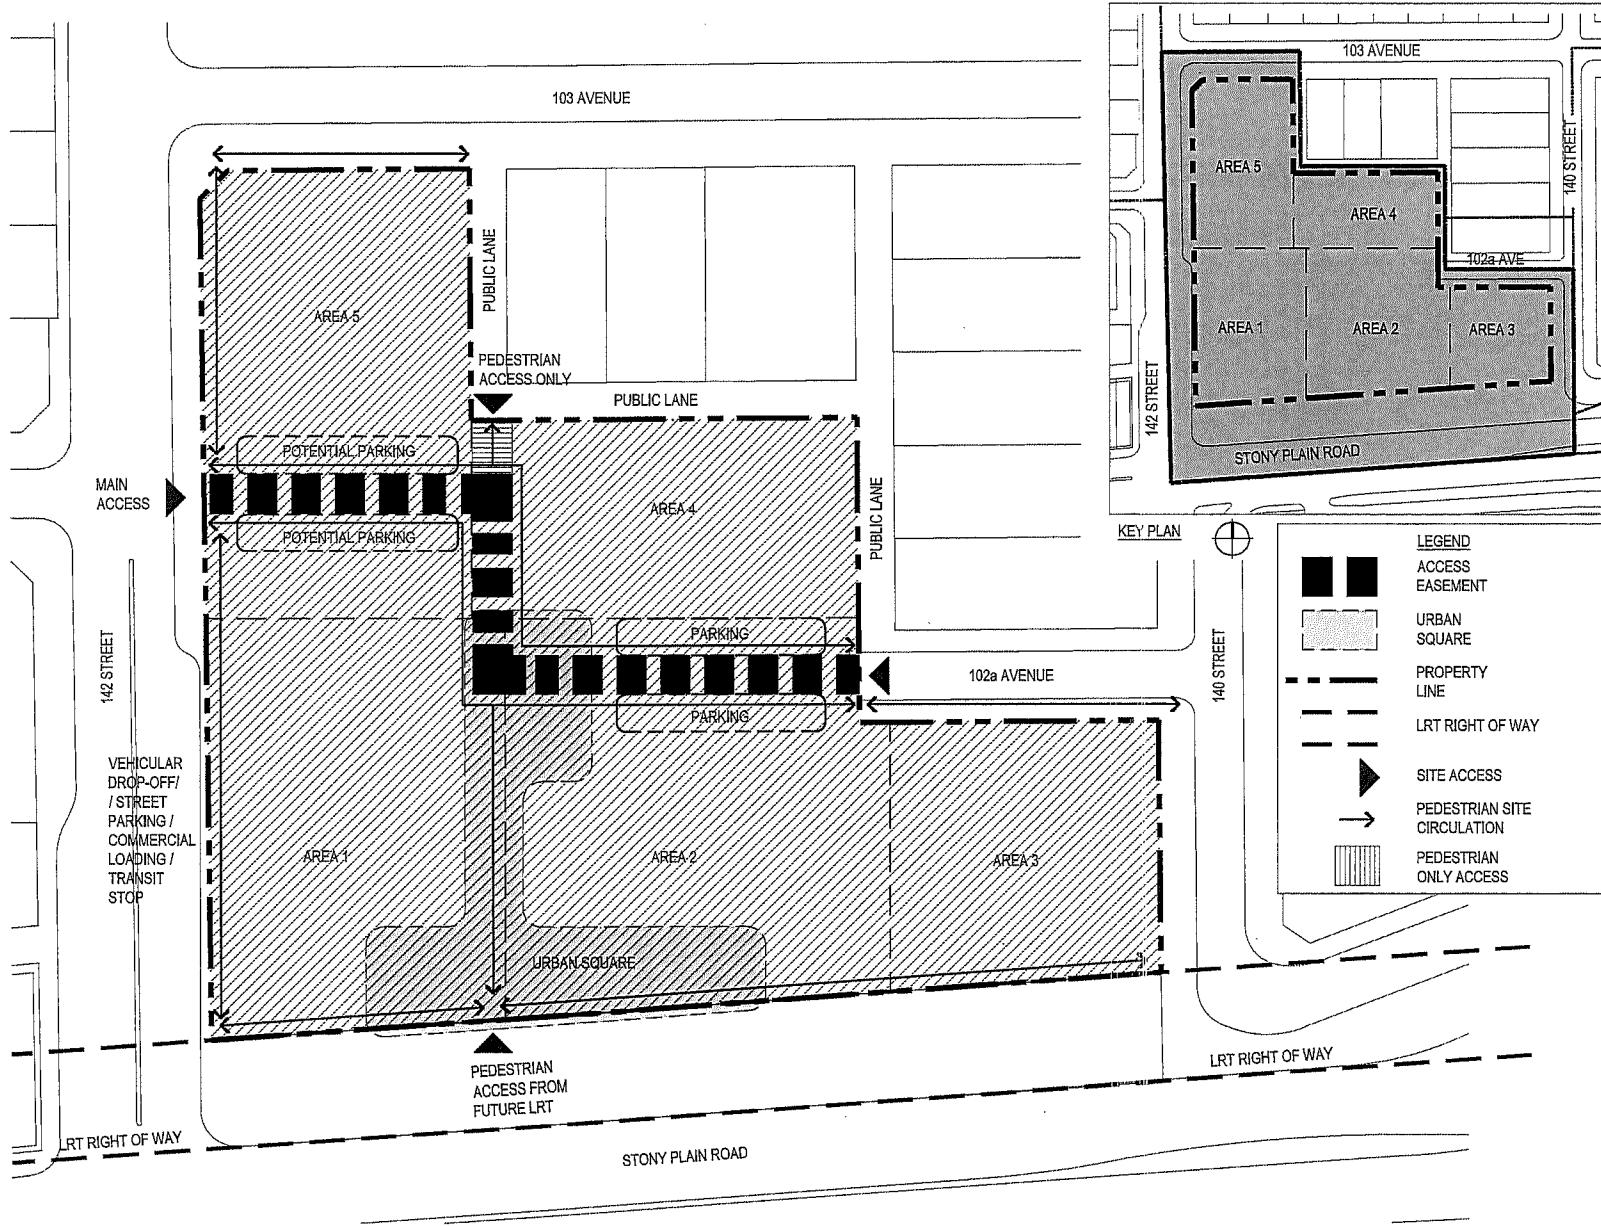 103 AVENUE
PUBLIC LANE
AREA 5
PEDESTRIAN
ACCESS ONLY
PUBLIC LANE
POTENTIAL PARKING
MAIN
ACCESS
POTENTIAL PARKING
AREA 4
PUBLIC LANE
142 STREET
PARKING
102a AVENUE
PARKING
140 STREET
VEHICULAR
DROP-OFF/
/ STREET
PARKING /
COMMERCIAL
LOADING /
TRANSIT
STOP
AREA 1
AREA 2
AREA 3
URBAN SQUARE
PEDESTRIAN
ACCESS FROM
FUTURE LRT
LRT RIGHT OF WAY
LRT RIGHT OF WAY
STONY PLAIN ROAD
103 AVENUE
140 STREET
AREA 5
AREA 4
102a AVE
AREA 1
AREA 2
AREA 3
142 STREET
STONY PLAIN ROAD
KEY PLAN
LEGEND
ACCESS
EASEMENT
URBAN
SQUARE
PROPERTY
LINE
LRT RIGHT OF WAY
SITE ACCESS
PEDESTRIAN SITE
CIRCULATION
PEDESTRIAN
ONLY ACCESS